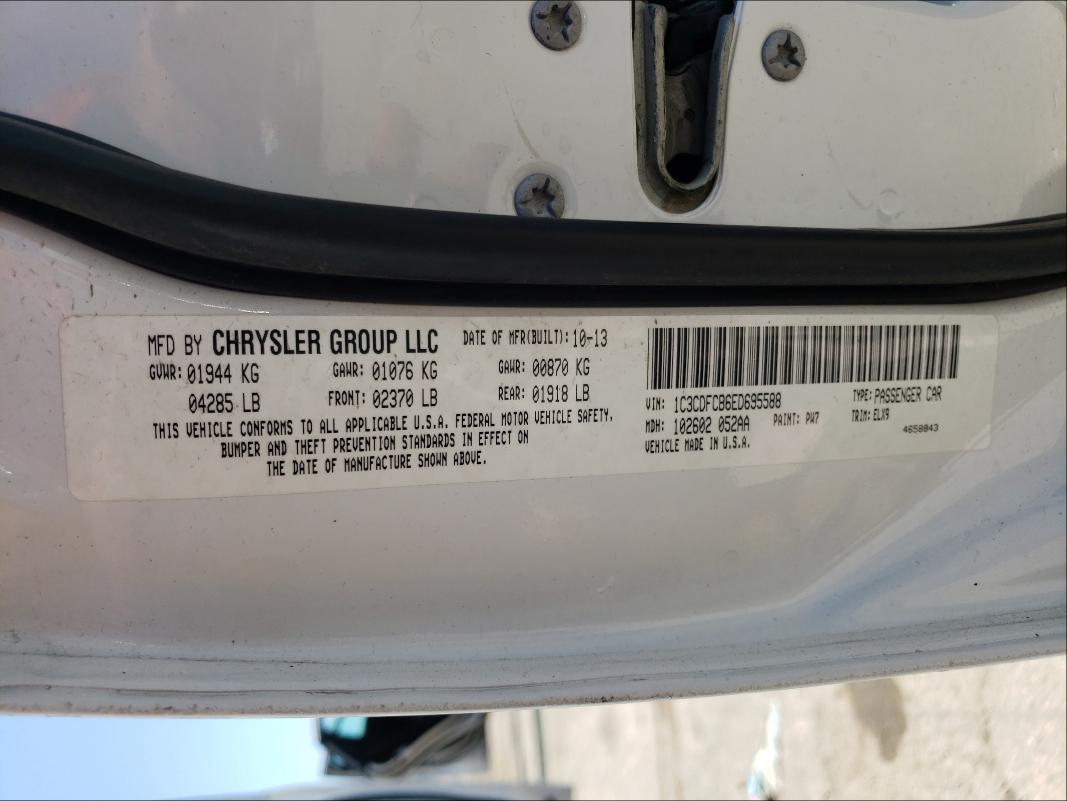 MFD BY CHRYSLER GROUP LLC DATE OF MFR(BUILT): 10-13
GVWR: 01944 KG GAWR: 01076 KG GAWR: 00870 KG
04285 LB FRONT: 02370 LB REAR: 01918 LB
THIS VEHICLE CONFORMS TO ALL APPLICABLE U.S.A. FEDERAL MOTOR VEHICLE SAFETY,
BUMPER AND THEFT PREVENTION STANDARDS IN EFFECT ON
THE DATE OF MANUFACTURE SHOWN ABOVE.
VIN: 1C3CDFCB6ED695588 TYPE: PASSENGER CAR
MDH: 102602 052AA PAINT: PW7 TRIM: ELX9
VEHICLE MADE IN U.S.A. 4658843